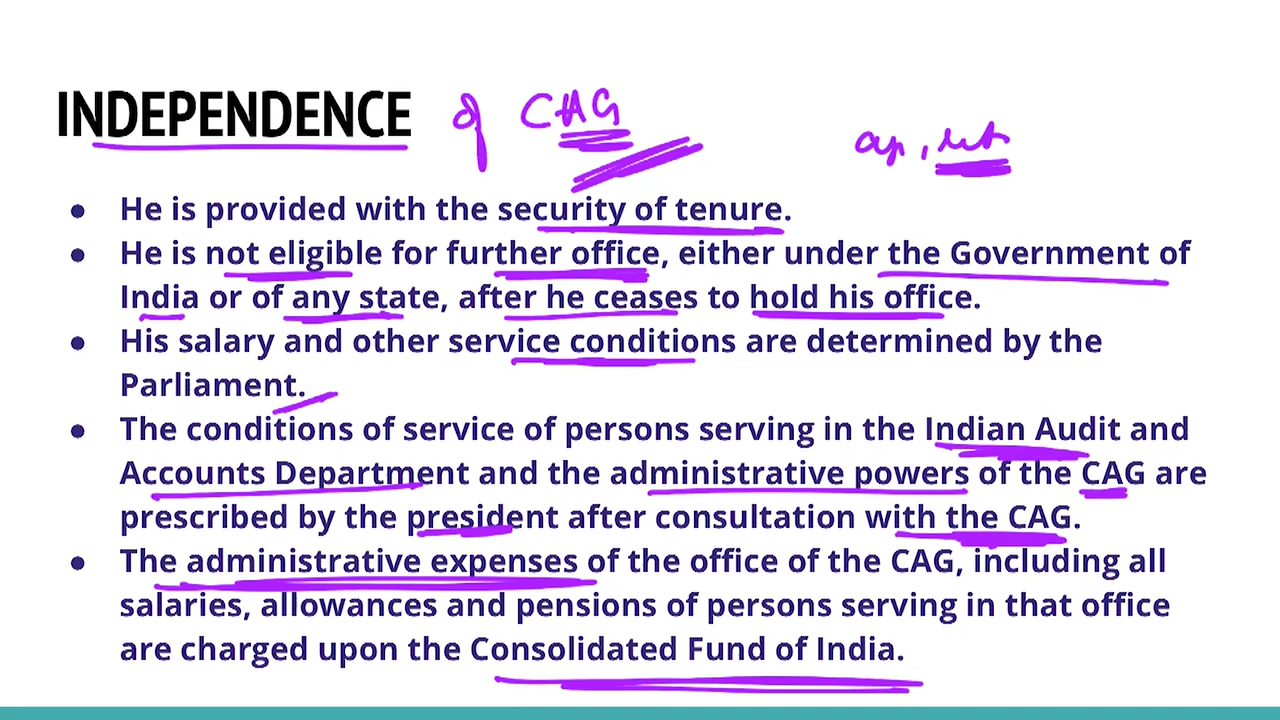 INDEPENDENCE of CAG
● He is provided with the security of tenure.
● He is not eligible for further office, either under the Government of
India or of any state, after he ceases to hold his office.
● His salary and other service conditions are determined by the
Parliament.
● The conditions of service of persons serving in the Indian Audit and
Accounts Department and the administrative powers of the CAG are
prescribed by the president after consultation with the CAG.
● The administrative expenses of the office of the CAG, including all
salaries, allowances and pensions of persons serving in that office
are charged upon the Consolidated Fund of India.